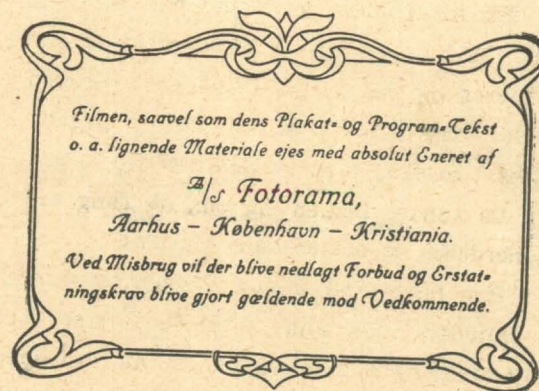 Filmen, saavel som dens Plakat- og Program-Tekst
o. a. lignende Materiale ejes med absolut Eneret af
A/S Fotorama,
Aarhus – København – Kristiania.
Ved Misbrug vil der blive nedlagt Forbud og Erstat-
ningskrav blive gjort gældende mod Vedkommende.